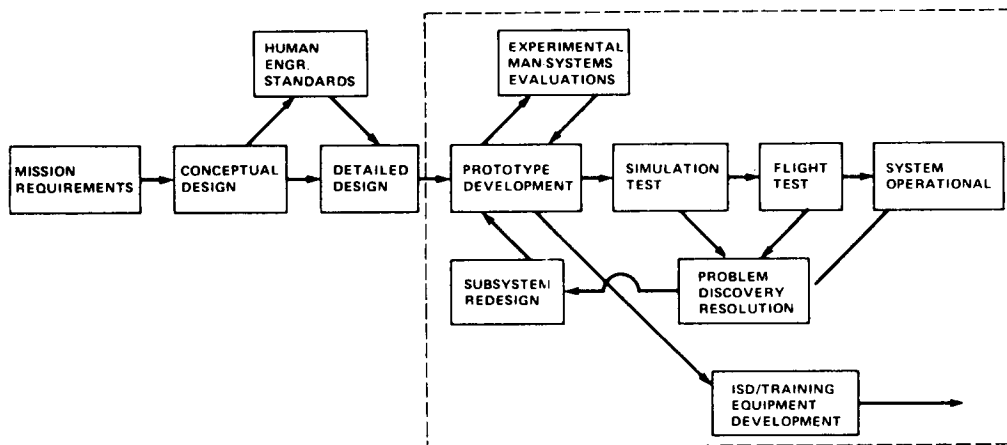 HUMAN
ENGR.
STANDARDS
EXPERIMENTAL
MAN-SYSTEMS
EVALUATIONS
MISSION
REQUIREMENTS
CONCEPTUAL
DESIGN
DETAILED
DESIGN
PROTOTYPE
DEVELOPMENT
SIMULATION
TEST
FLIGHT
TEST
SYSTEM
OPERATIONAL
SUBSYSTEM
REDESIGN
PROBLEM
DISCOVERY
RESOLUTION
ISD/TRAINING
EQUIPMENT
DEVELOPMENT